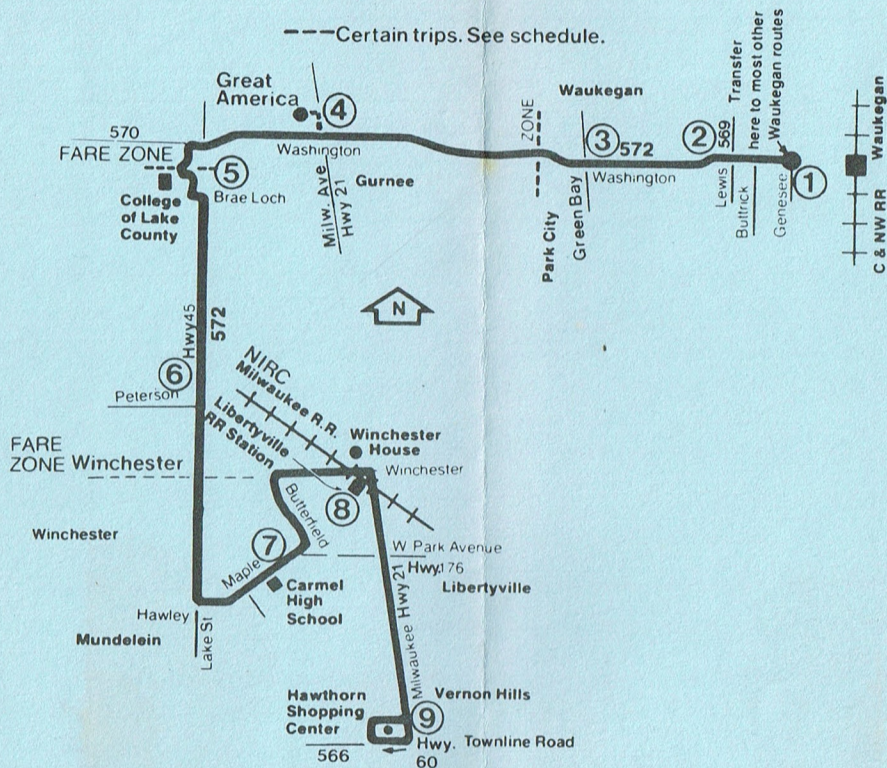 ----Certain trips. See schedule.
Great
America
4
570
FARE ZONE
Washington
Milw. Ave
Hwy 21
Gurnee
5
College
of Lake
County
Brae Loch
ZONE
Park City
Waukegan
3
572
Green Bay
Washington
2
569
Lewis
Buttrick
Transfer
here to most other
Waukegan routes
Genesee
1
Waukegan
C & NW RR
N
Hwy45
572
6
Peterson
NIRC
Milwaukee R.R.
Libertyville
RR Station
Winchester
House
Winchester
FARE
ZONE Winchester
8
Butterfield
Winchester
7
Maple
W Park Avenue
Hwy.176
Libertyville
Carmel
High
School
Hawley
Mundelein
Lake St
Milwaukee Hwy 21
Hawthorn
Shopping
Center
Vernon Hills
9
Hwy. Townline Road
60
566